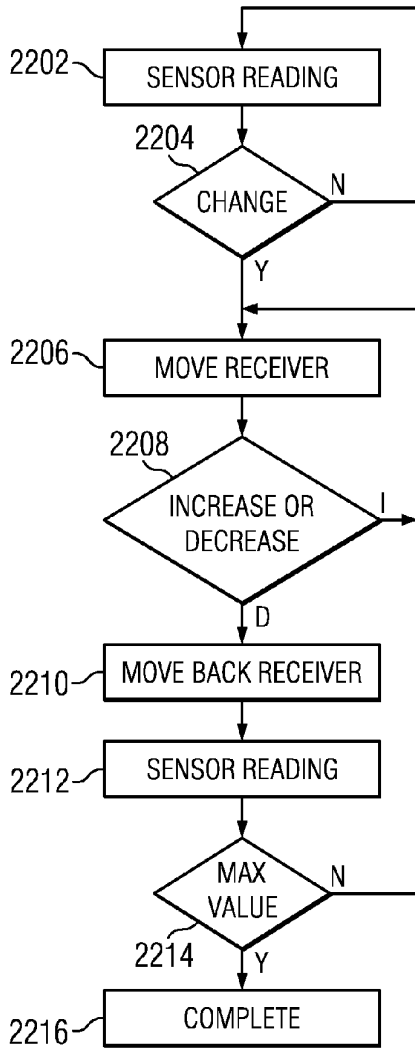 2202
SENSOR READING
2204
CHANGE
N
Y
2206
MOVE RECEIVER
2208
INCREASE OR
DECREASE
I
D
2210
MOVE BACK RECEIVER
2212
SENSOR READING
MAX
VALUE
N
2214
Y
2216
COMPLETE